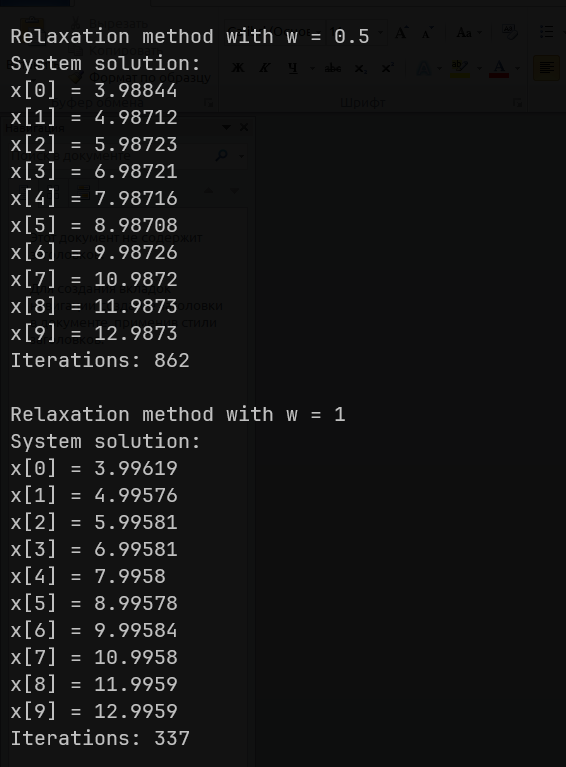 Relaxation method with w = 0.5
System solution:
x[0] = 3.98844
x[1] = 4.98712
x[2] = 5.98723
x[3] = 6.98721
x[4] = 7.98716
x[5] = 8.98708
x[6] = 9.98726
x[7] = 10.9872
x[8] = 11.9873
x[9] = 12.9873
Iterations: 862
Relaxation method with w = 1
System solution:
x[0] = 3.99619
x[1] = 4.99576
x[2] = 5.99581
x[3] = 6.99581
x[4] = 7.9958
x[5] = 8.99578
x[6] = 9.99584
x[7] = 10.9958
x[8] = 11.9959
x[9] = 12.9959
Iterations: 337
Формат по образцу
Шрифт